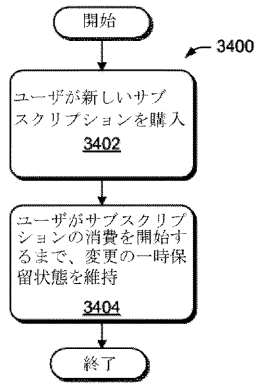 開始
3400
ユーザが新しいサブ
スクリプションを購入
3402
ユーザがサブスクリプ
ションの消費を開始す
るまで、変更の一時保
留状態を維持
3404
終了